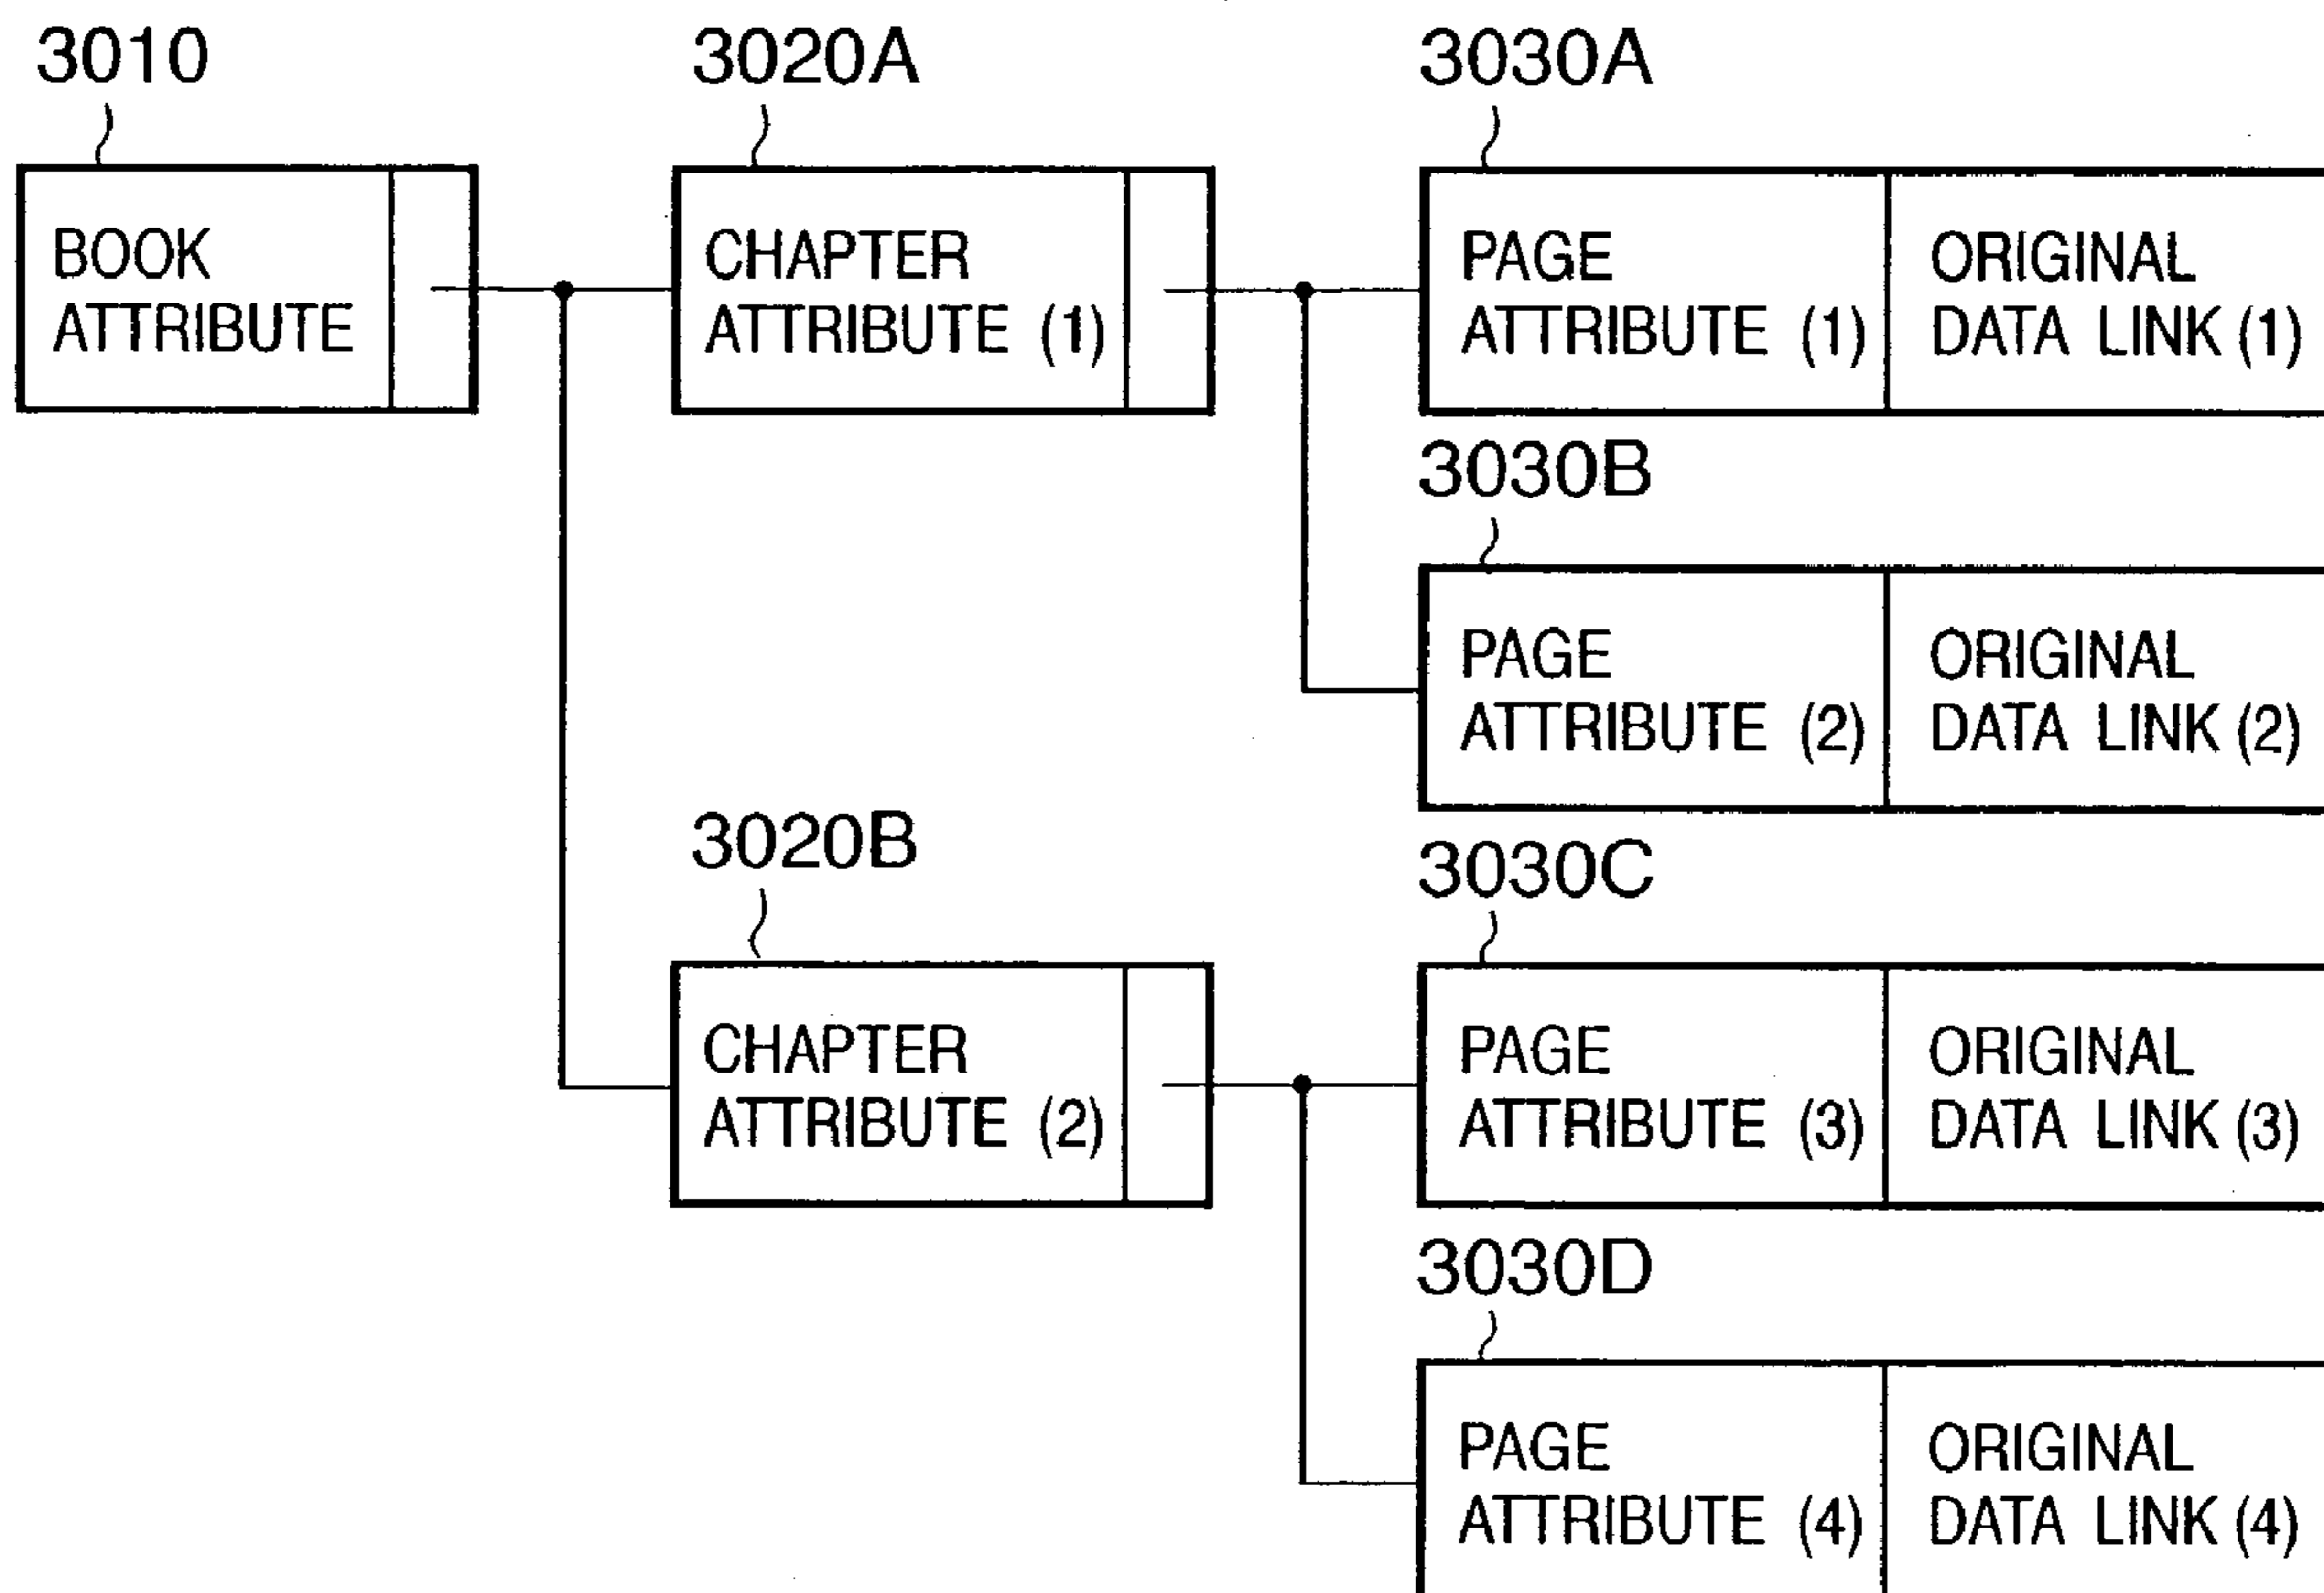 3010
3020A
3030A
BOOK
ATTRIBUTE
CHAPTER
ATTRIBUTE (1)
PAGE
ATTRIBUTE (1)
ORIGINAL
DATA LINK (1)
3030B
PAGE
ATTRIBUTE (2)
ORIGINAL
DATA LINK (2)
3020B
3030C
CHAPTER
ATTRIBUTE (2)
PAGE
ATTRIBUTE (3)
ORIGINAL
DATA LINK (3)
3030D
PAGE
ATTRIBUTE (4)
ORIGINAL
DATA LINK (4)